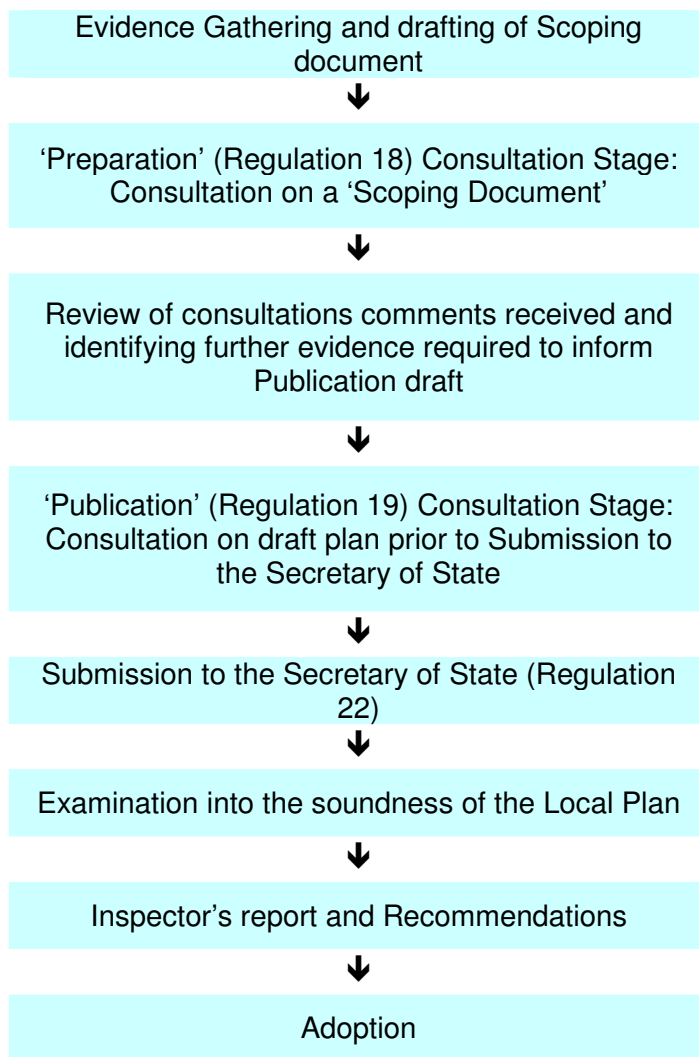 Evidence Gathering and drafting of Scoping
document
‘Preparation’ (Regulation 18) Consultation Stage:
Consultation on a ‘Scoping Document’
Review of consultations comments received and
identifying further evidence required to inform
Publication draft
‘Publication’ (Regulation 19) Consultation Stage:
Consultation on draft plan prior to Submission to
the Secretary of State
Submission to the Secretary of State (Regulation
22)
Examination into the soundness of the Local Plan
Inspector’s report and Recommendations
Adoption